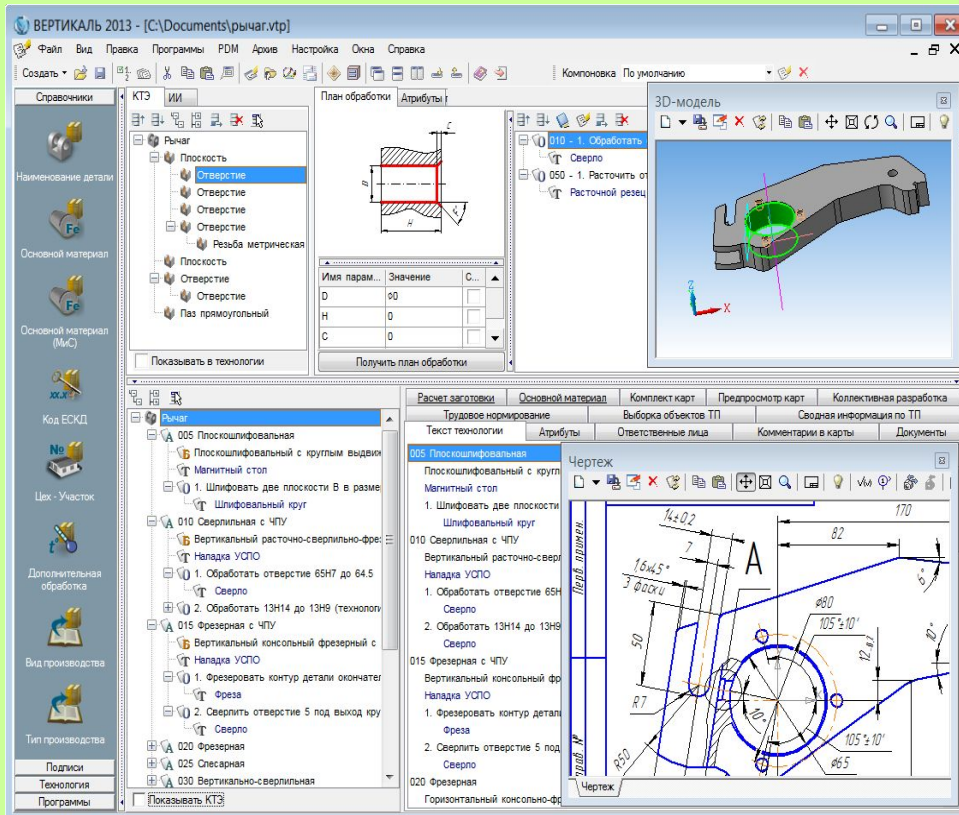 ВЕРТИКАЛЬ 2013 - [C:\Documents\рычаг.vtp]
Файл Вид Правка Программы PDM Архив Настройка Окна Справка
Создать Компоновка По умолчанию
Справочники
Наименование детали
Основной материал
Основной материал
(МиС)
Код ЕСКД
Цех - Участок
Дополнительная
обработка
Вид производства
Тип производства
Подписи
Технология
Программы
КТЭ ИИ
Рычаг
Плоскость
Отверстие
Отверстие
Отверстие
Отверстие
Резьба метрическая
Плоскость
Отверстие
Отверстие
Паз прямоугольный
Показывать в технологии
План обработки Атрибуты
C
D
F°
H
Имя парам... Значение С...
D ⌀0
H 0
C 0
Получить план обработки
010 - 1. Обработать
Сверло
050 - 1. Расточить от
Расточной резец
3D-модель
Z
X
Рычаг
005 Плоскошлифовальная
Плоскошлифовальный с круглым выдвиж
Магнитный стол
1. Шлифовать две плоскости В в разме
Шлифовальный круг
010 Сверлильная с ЧПУ
Вертикальный расточно-сверлильно-фре
Наладка УСПО
1. Обработать отверстие 65Н7 до 64.5
Сверло
2. Обработать 13Н14 до 13Н9 (технологи
015 Фрезерная с ЧПУ
Вертикальный консольный фрезерный с
Наладка УСПО
1. Фрезеровать контур детали окончател
Фреза
2. Сверлить отверстие 5 под выход кру
Сверло
020 Фрезерная
025 Слесарная
030 Вертикально-сверлильная
Показывать КТЭ
Расчет заготовки Основной материал Комплект карт Предпросмотр карт Коллективная разработка
Трудовое нормирование Выборка объектов ТП Сводная информация по ТП
Текст технологии Атрибуты Ответственные лица Комментарии в карты Документы
005 Плоскошлифовальная
Плоскошлифовальный с кругл
Магнитный стол
1. Шлифовать две плоскости
Шлифовальный круг
010 Сверлильная с ЧПУ
Вертикальный расточно-сверл
Наладка УСПО
1. Обработать отверстие 65Н
Сверло
2. Обработать 13Н14 до 13Н9
Сверло
015 Фрезерная с ЧПУ
Вертикальный консольный фр
Наладка УСПО
1. Фрезеровать контур детал
Фреза
2. Сверлить отверстие 5 под
Сверло
020 Фрезерная
Горизонтальный консольно-ф
Чертеж
Перв. примен.
14±0,2
7
1,6х45°
3 фаски
А
170
82
6°
⌀80
105°±10'
50
10°
R7
10°
R50
105°±10'
⌀65
Чертеж